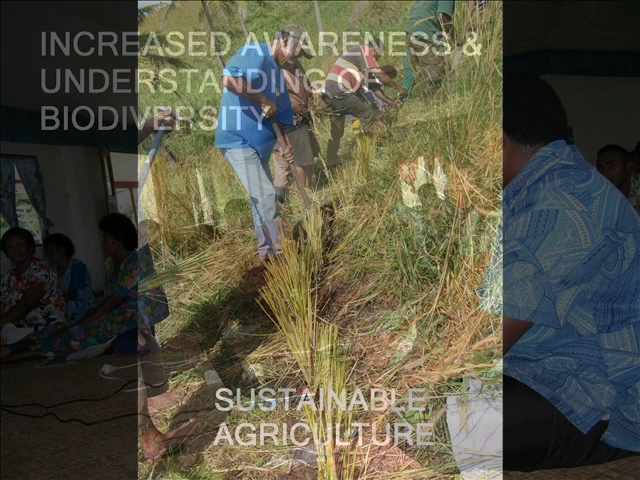 INCREASED AWARENESS &
UNDERSTANDING OF
BIODIVERSITY
SUSTAINABLE
AGRICULTURE